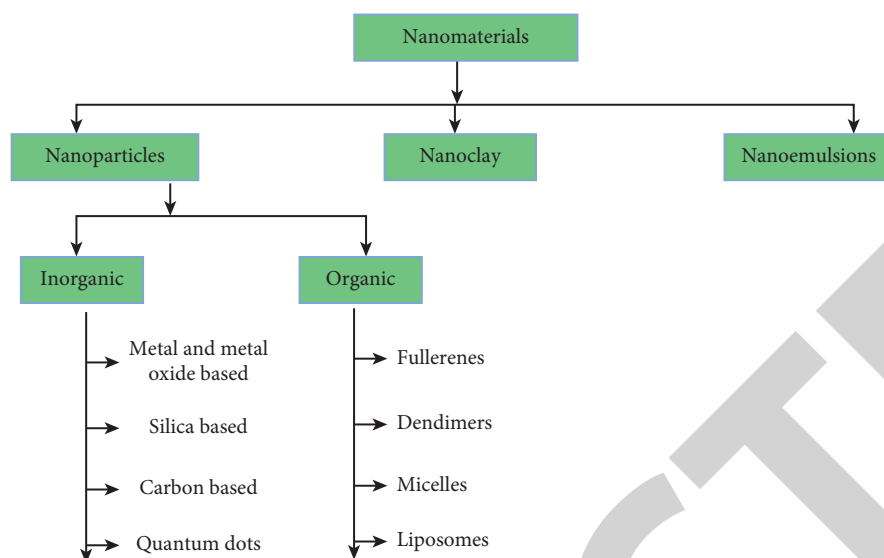 Nanomaterials
Nanoparticles
Nanoclay
Nanoemulsions
Inorganic
Organic
Metal and metal
oxide based
Silica based
Carbon based
Quantum dots
Fullerenes
Dendimers
Micelles
Liposomes